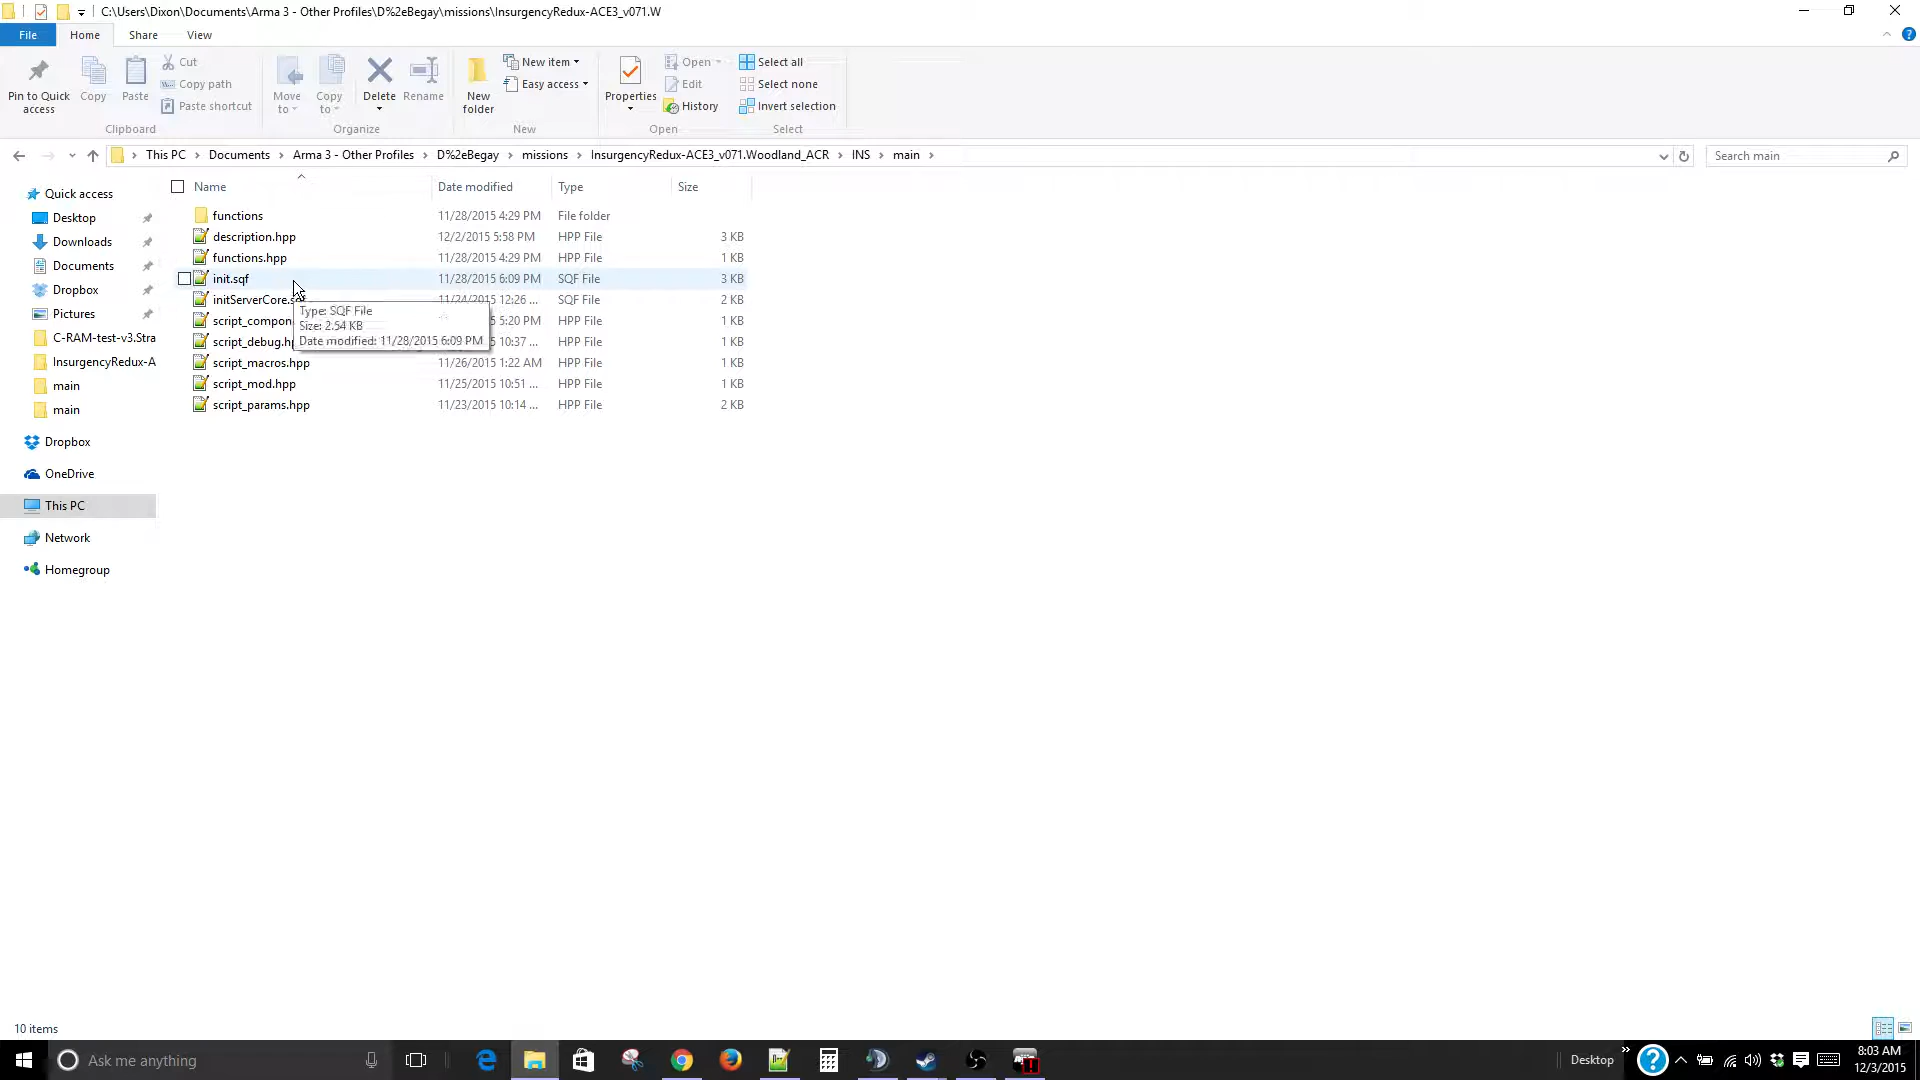 C:\Users\Dixon\Documents\Arma 3 - Other Profiles\D%2eBegay\missions\InsurgencyRedux-ACE3_v071.W
File Home Share View
Pin to Quick access
Copy
Paste
Cut
Copy path
Paste shortcut
Clipboard
Move to
Copy to
Delete
Rename
Organize
New folder
New item
Easy access
New
Properties
Open
Edit
History
Open
Select all
Select none
Invert selection
Select
This PC Documents Arma 3 - Other Profiles D%2eBegay missions InsurgencyRedux-ACE3_v071.Woodland_ACR INS main
Search main
Name Date modified Type Size
functions 11/28/2015 4:29 PM File folder
description.hpp 12/2/2015 5:58 PM HPP File 3 KB
functions.hpp 11/28/2015 4:29 PM HPP File 1 KB
init.sqf 11/28/2015 6:09 PM SQF File 3 KB
initServerCore.s 11/24/2015 12:26 ... SQF File 2 KB
script_compon 5:20 PM HPP File 1 KB
script_debug.h 5 10:37 ... HPP File 1 KB
script_macros.hpp 11/26/2015 1:22 AM HPP File 1 KB
script_mod.hpp 11/25/2015 10:51 ... HPP File 1 KB
script_params.hpp 11/23/2015 10:14 ... HPP File 2 KB
Type: SQF File
Size: 2.54 KB
Date modified: 11/28/2015 6:09 PM
Quick access
Desktop
Downloads
Documents
Dropbox
Pictures
C-RAM-test-v3.Stra
InsurgencyRedux-A
main
main
Dropbox
OneDrive
This PC
Network
Homegroup
10 items
Ask me anything
Desktop
8:03 AM
12/3/2015